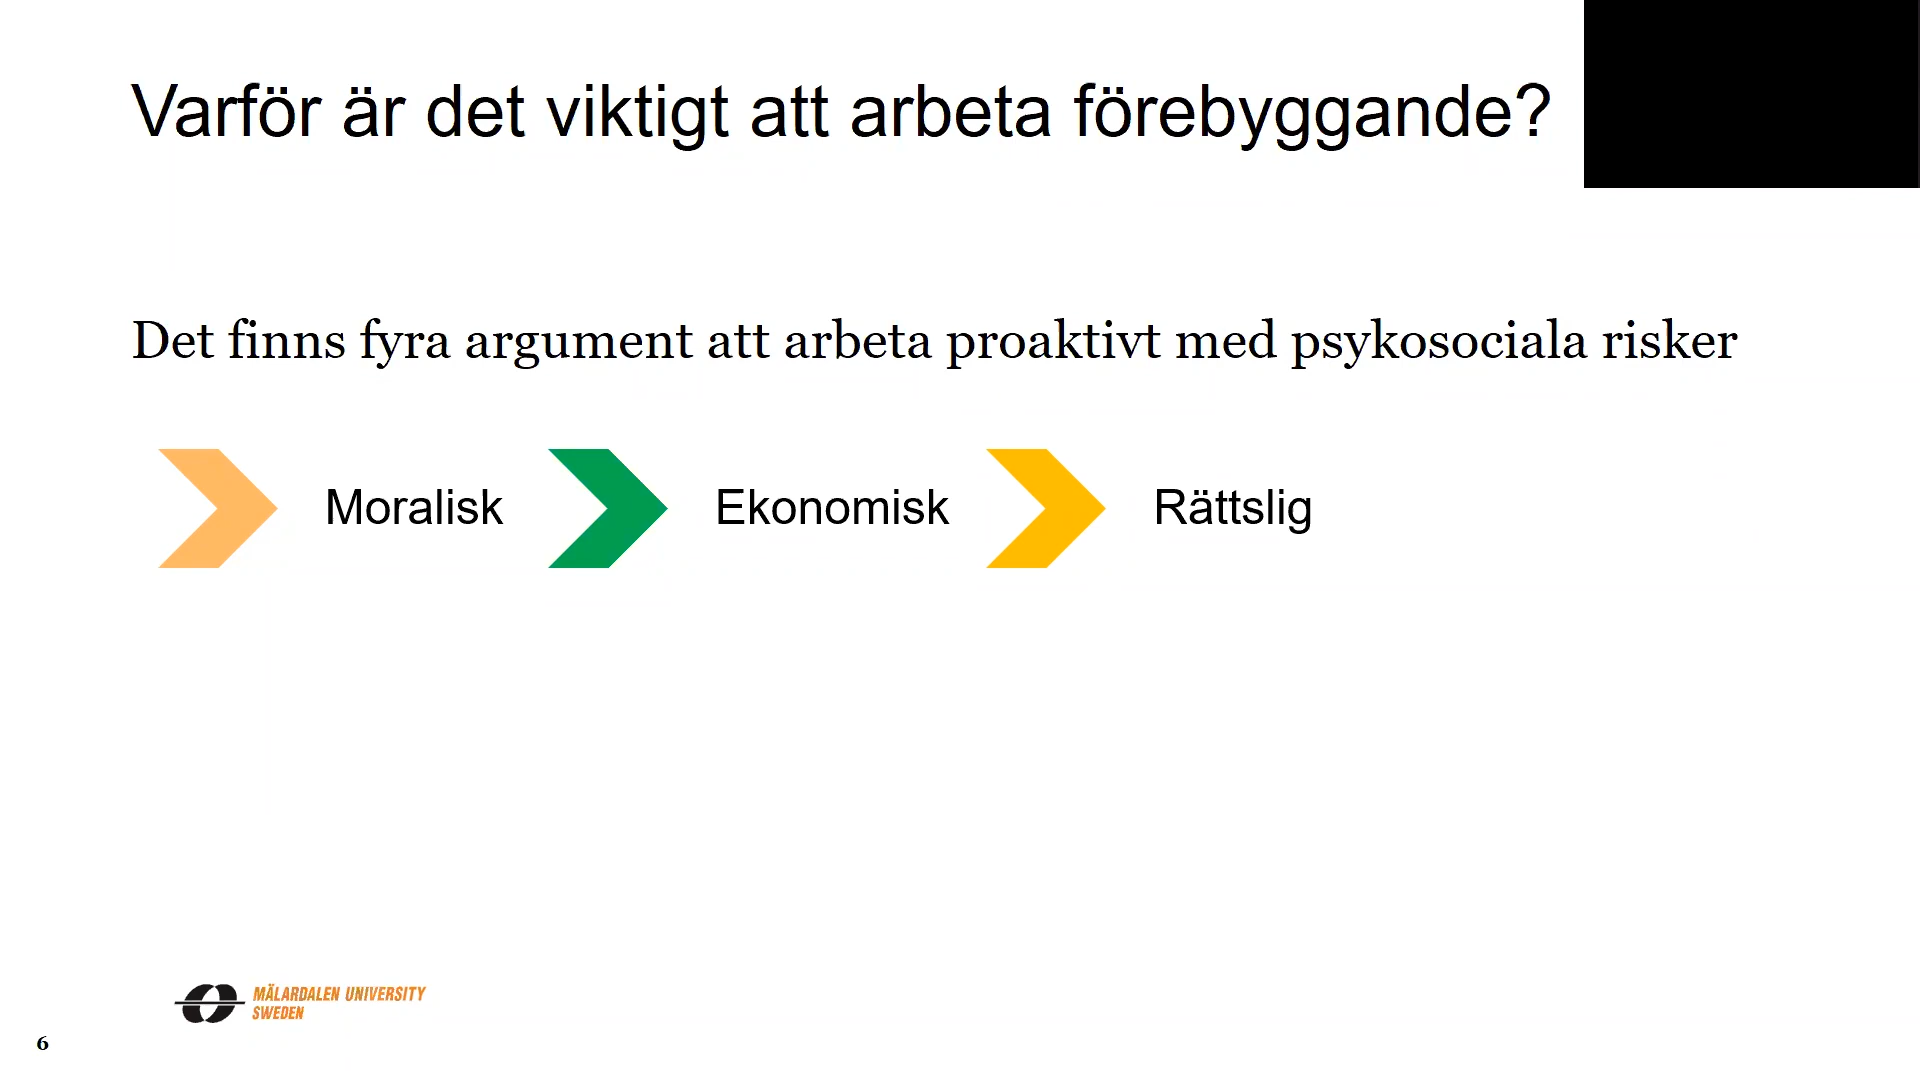 Varför är det viktigt att arbeta förebyggande?
Det finns fyra argument att arbeta proaktivt med psykosociala risker
Moralisk
Ekonomisk
Rättslig
MÄLARDALEN UNIVERSITY
SWEDEN
6